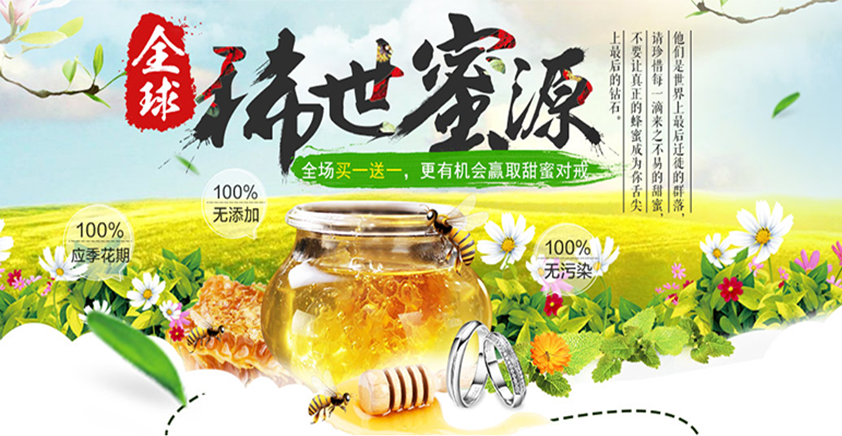 全球
稀世蜜源
全场买一送一，更有机会赢取甜蜜对戒
他们是世界上最后迁徙的群落，
请珍惜每一滴来之不易的甜蜜，
不要让真正的蜂蜜成为你舌尖
上最后的钻石。
100%
无添加
100%
应季花期
100%
无污染